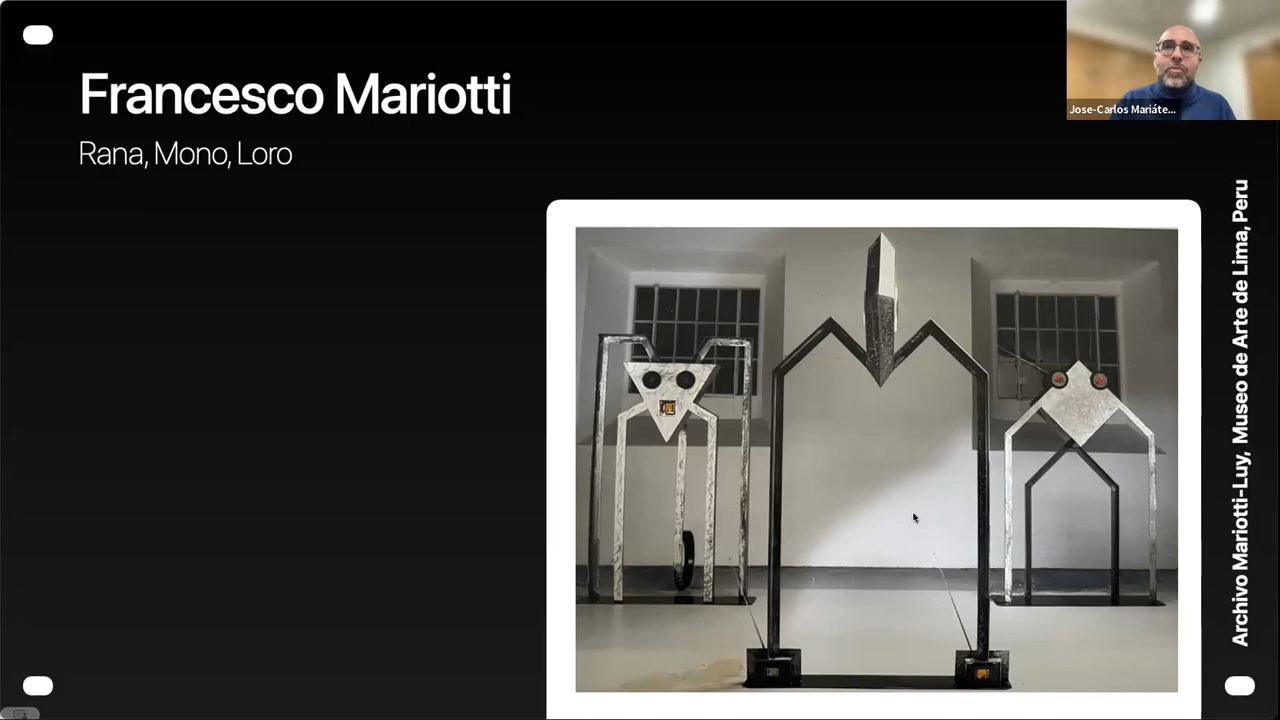 Francesco Mariotti
Rana, Mono, Loro
Jose-Carlos Mariáte...
Archivo Mariotti-Luy, Museo de Arte de Lima, Peru